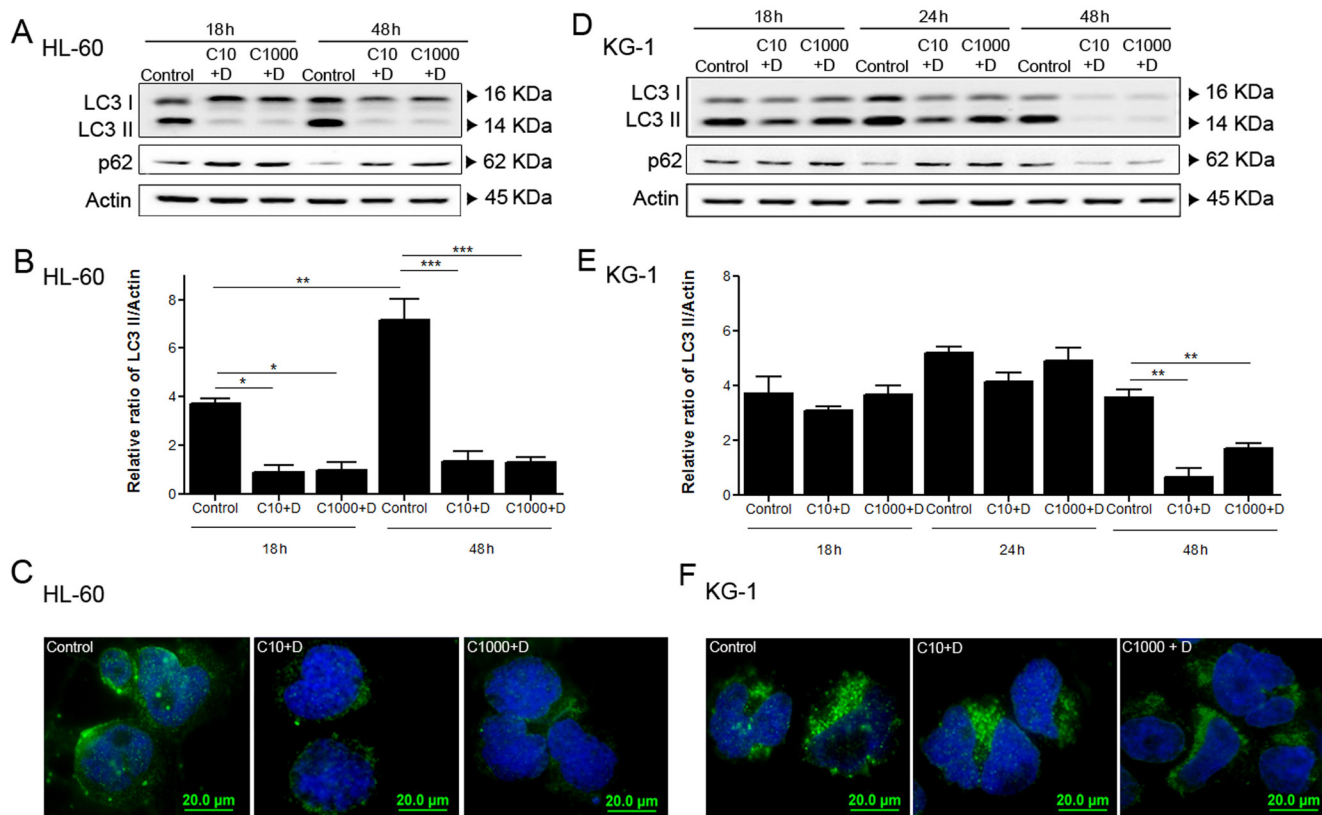 A
HL-60
18h
48h
Control
C10
+D
C1000
+D
Control
C10
+D
C1000
+D
LC3 I
16 KDa
LC3 II
14 KDa
p62
62 KDa
Actin
45 KDa
D
KG-1
18h
24h
48h
Control
C10
+D
C1000
+D
Control
C10
+D
C1000
+D
Control
C10
+D
C1000
+D
LC3 I
16 KDa
LC3 II
14 KDa
p62
62 KDa
Actin
45 KDa
B
HL-60
Relative ratio of LC3 II/Actin
8
6
4
2
0
*
*
**
***
***
Control
C10+D
C1000+D
Control
C10+D
C1000+D
18h
48h
E
KG-1
Relative ratio of LC3 II/Actin
8
6
4
2
0
**
**
Control
C10+D
C1000+D
Control
C10+D
C1000+D
Control
C10+D
C1000+D
18h
24h
48h
C
HL-60
Control
20.0 µm
C10+D
20.0 µm
C1000+D
20.0 µm
F
KG-1
Control
20.0 µm
C10+D
20.0 µm
C1000 + D
20.0 µm